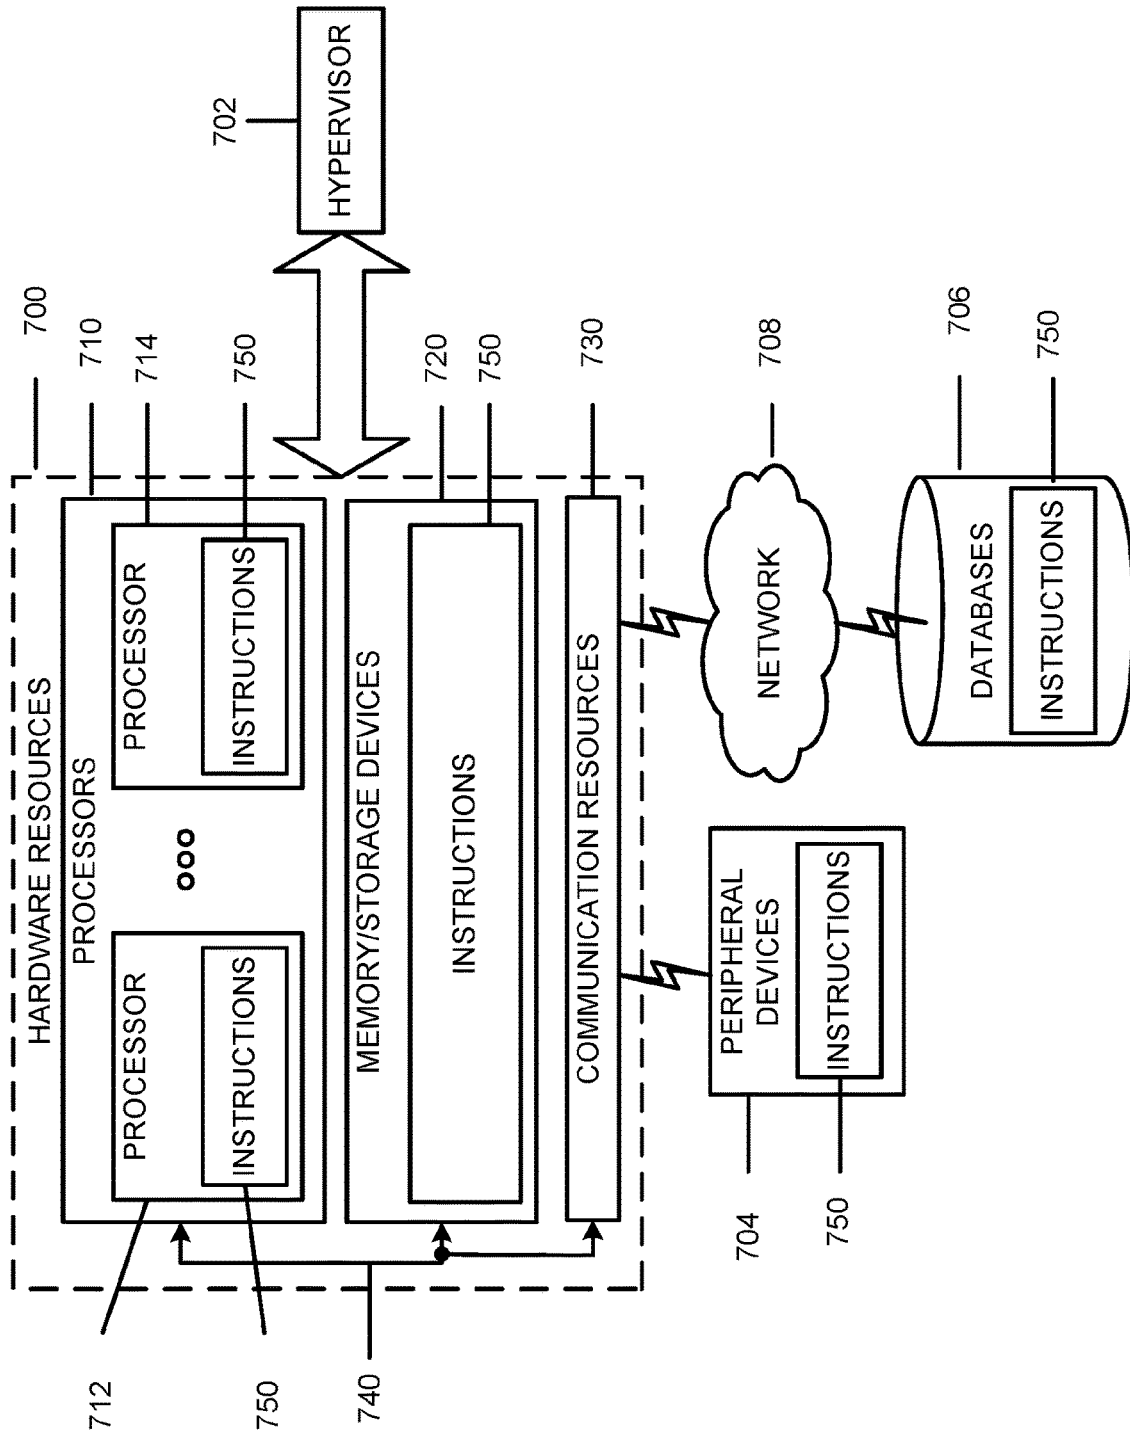 HARDWARE RESOURCES
700
PROCESSORS
710
PROCESSOR
PROCESSOR
714
712
INSTRUCTIONS
INSTRUCTIONS
750
750
702
HYPERVISOR
MEMORY/STORAGE DEVICES
720
INSTRUCTIONS
750
740
COMMUNICATION RESOURCES
730
PERIPHERAL
DEVICES
704
INSTRUCTIONS
750
NETWORK
708
DATABASES
706
INSTRUCTIONS
750